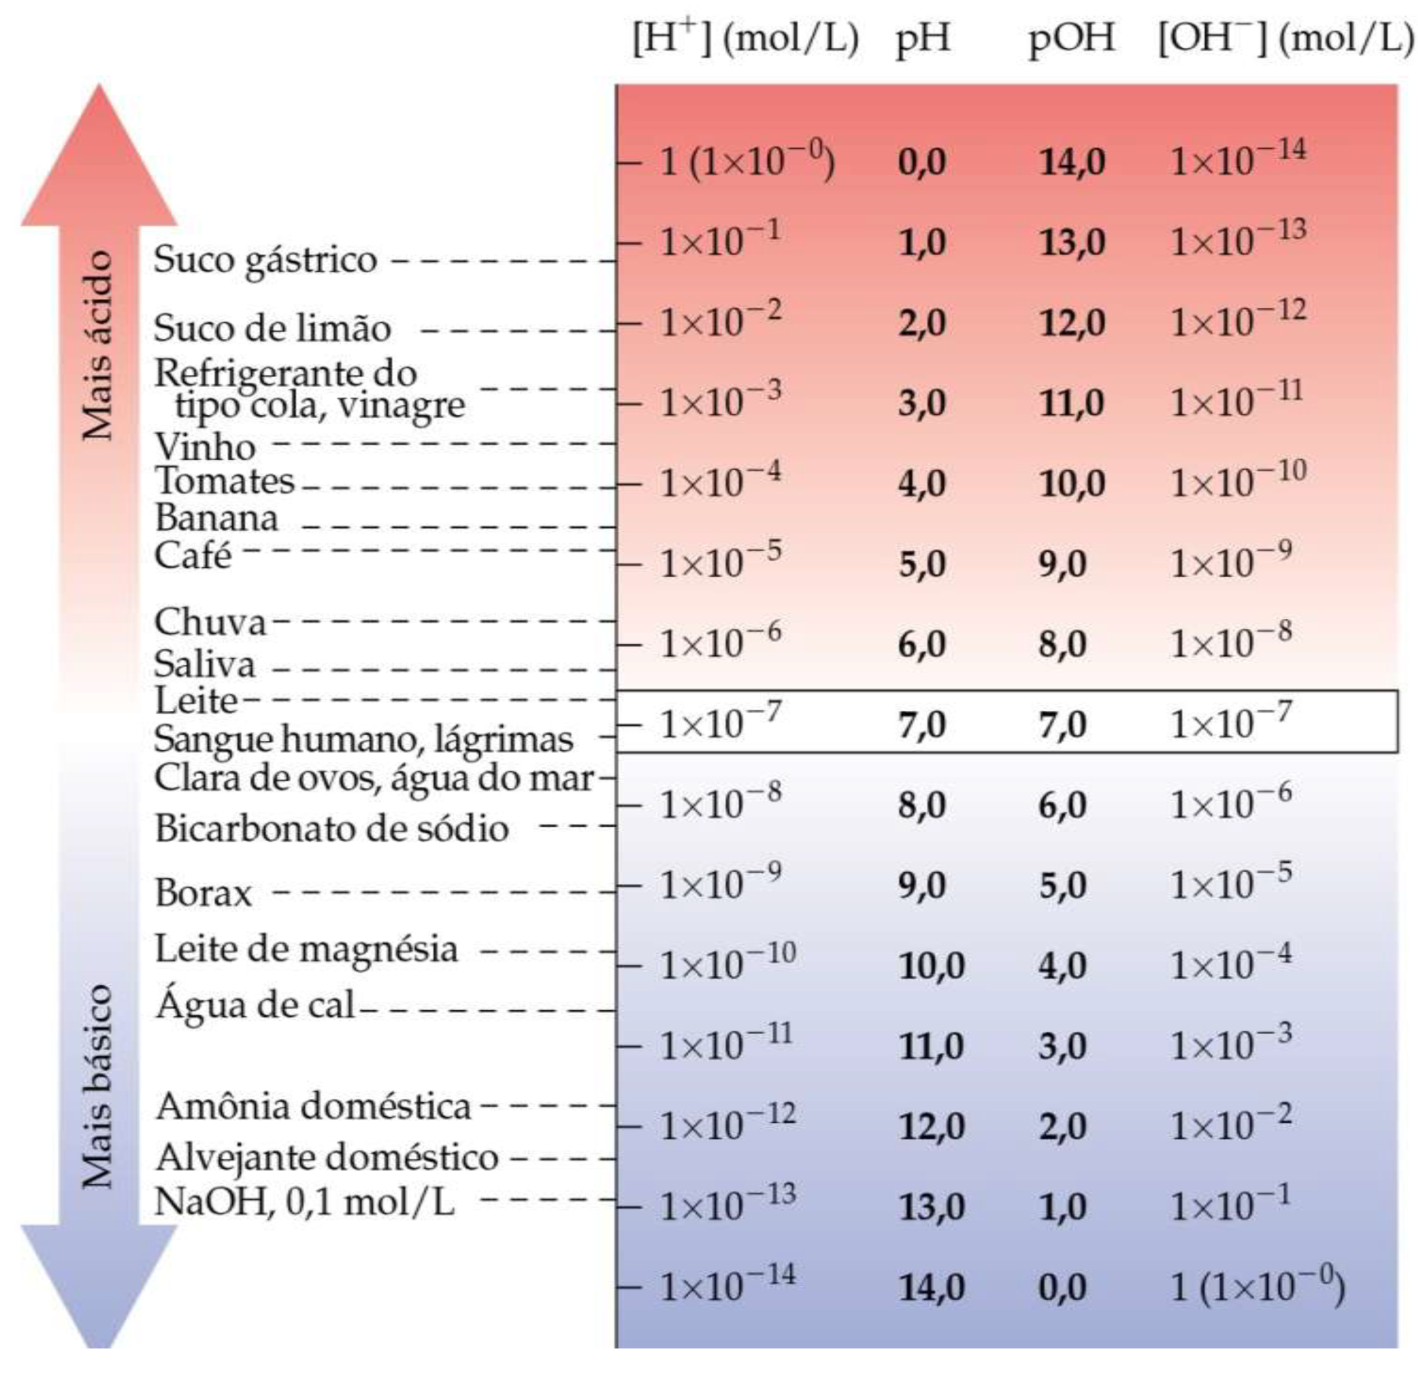 [H⁺] (mol/L) pH pOH [OH⁻] (mol/L)
1 (1×10⁻⁰) 0,0 14,0 1×10⁻¹⁴
1×10⁻¹ 1,0 13,0 1×10⁻¹³
Suco gástrico
Suco de limão 1×10⁻² 2,0 12,0 1×10⁻¹²
Refrigerante do
tipo cola, vinagre 1×10⁻³ 3,0 11,0 1×10⁻¹¹
Vinho
Tomates 1×10⁻⁴ 4,0 10,0 1×10⁻¹⁰
Banana
Café 1×10⁻⁵ 5,0 9,0 1×10⁻⁹
Chuva 1×10⁻⁶ 6,0 8,0 1×10⁻⁸
Saliva
Leite 1×10⁻⁷ 7,0 7,0 1×10⁻⁷
Sangue humano, lágrimas
Clara de ovos, água do mar 1×10⁻⁸ 8,0 6,0 1×10⁻⁶
Bicarbonato de sódio
Borax 1×10⁻⁹ 9,0 5,0 1×10⁻⁵
Leite de magnésia 1×10⁻¹⁰ 10,0 4,0 1×10⁻⁴
Água de cal
1×10⁻¹¹ 11,0 3,0 1×10⁻³
Amônia doméstica 1×10⁻¹² 12,0 2,0 1×10⁻²
Alvejante doméstico
NaOH, 0,1 mol/L 1×10⁻¹³ 13,0 1,0 1×10⁻¹
1×10⁻¹⁴ 14,0 0,0 1 (1×10⁻⁰)
Mais ácido
Mais básico